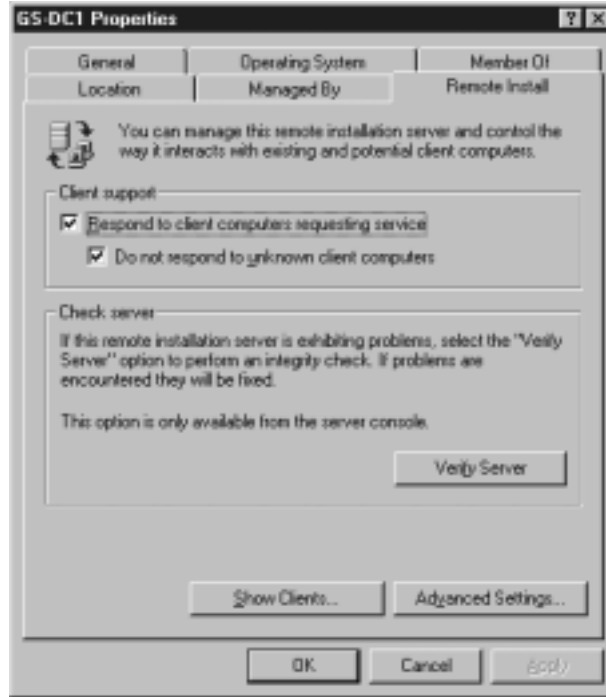 GS-DC1 Properties
General Operating System Member Of
Location Managed By Remote Install
You can manage this remote installation server and control the
way it interacts with existing and potential client computers.
Client support
Respond to client computers requesting service
Do not respond to unknown client computers
Check server
If this remote installation server is exhibiting problems, select the "Verify
Server" option to perform an integrity check. If problems are
encountered they will be fixed.
This option is only available from the server console.
Verify Server
Show Clients... Advanced Settings...
OK Cancel Apply